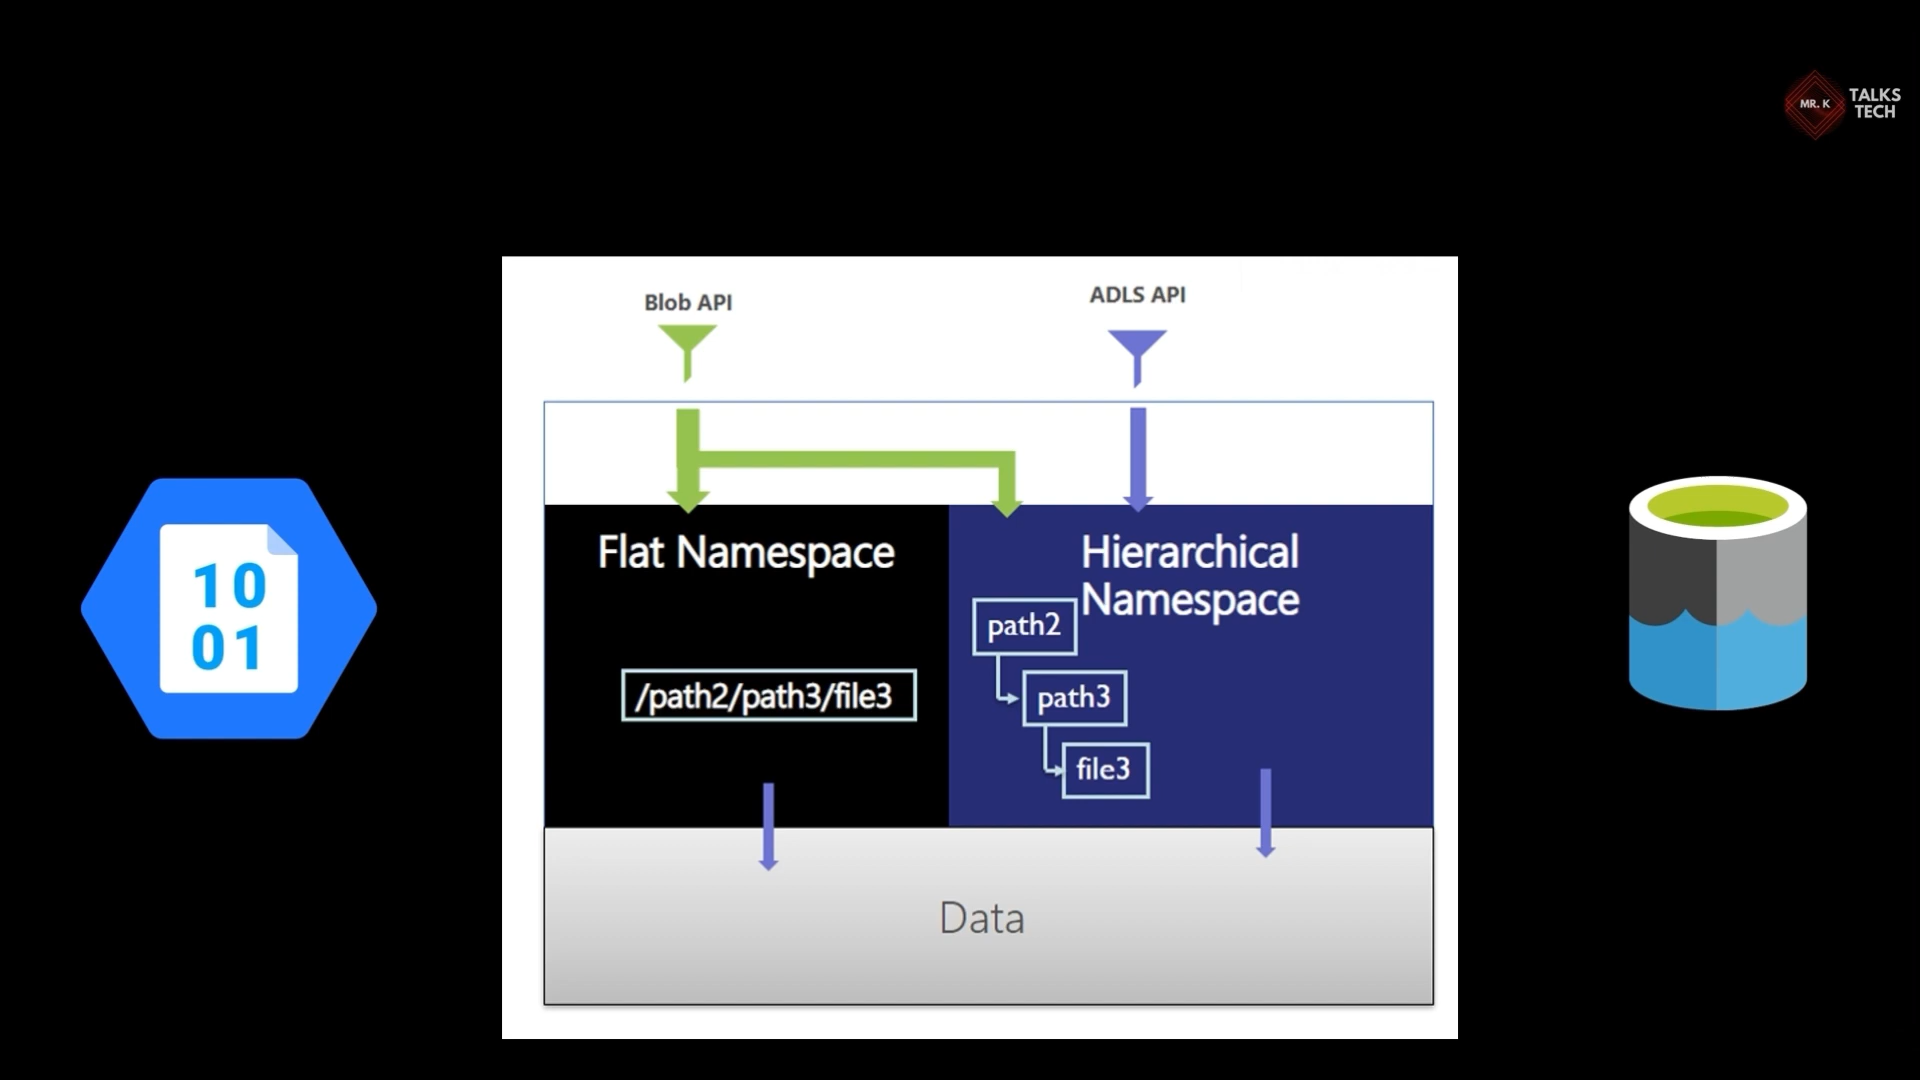 MR. K
TALKS
TECH
Blob API
ADLS API
Flat Namespace
Hierarchical
Namespace
path2
/path2/path3/file3
path3
file3
10
01
Data